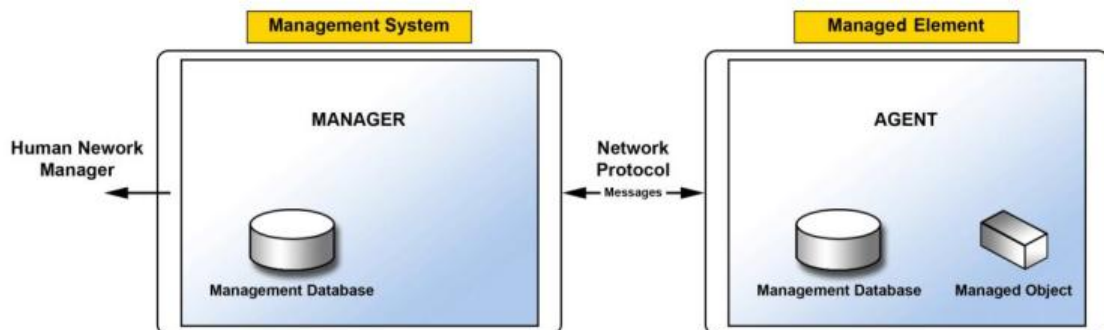 Management System
Managed Element
MANAGER
AGENT
Human Nework
Manager
Network
Protocol
Messages
Management Database
Management Database
Managed Object